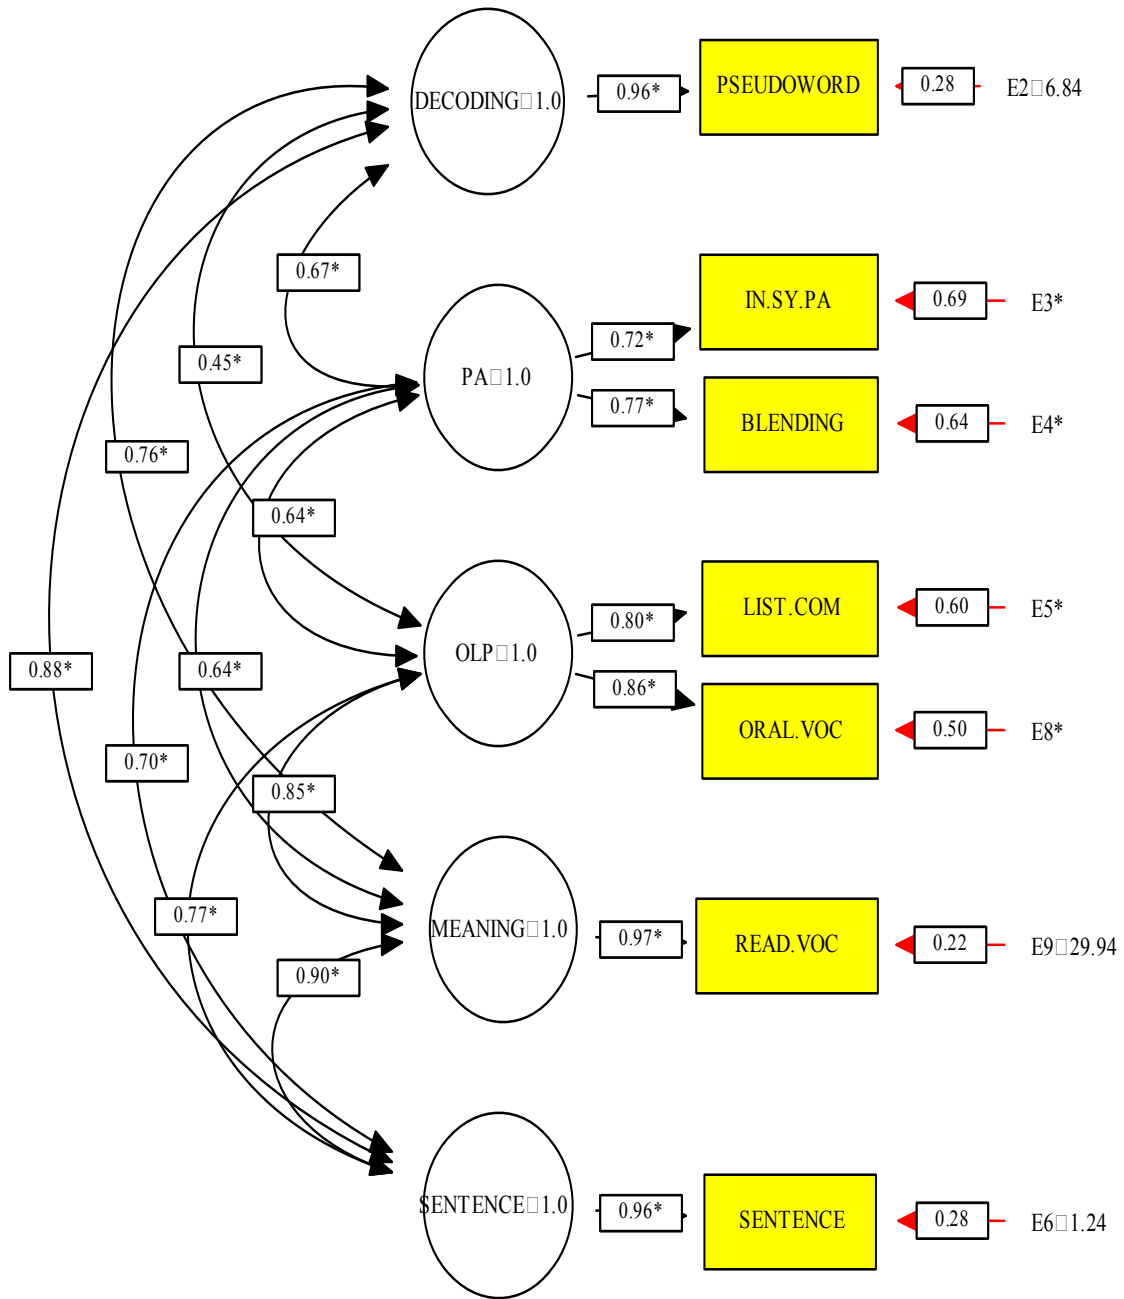 DECODING□1.0 0.96* PSEUDOWORD 0.28 E2□6.84
0.67*
IN.SY.PA 0.69 E3*
0.72*
0.45* PA□1.0
0.77* BLENDING 0.64 E4*
0.76*
0.64*
LIST.COM 0.60 E5*
0.80*
OLP□1.0
0.88* 0.64* 0.86*
ORAL.VOC 0.50 E8*
0.70*
0.85*
0.77*
MEANING□1.0 0.97* READ.VOC 0.22 E9□29.94
0.90*
SENTENCE□1.0 0.96* SENTENCE 0.28 E6□1.24